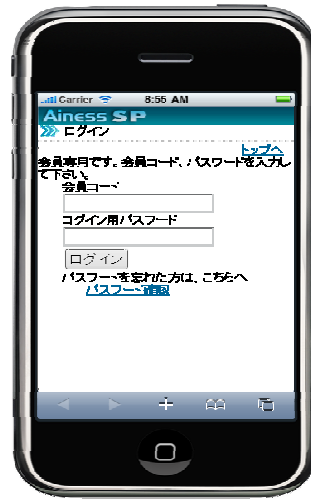 Carrier 8:55 AM
Ainess SP
ログイン
トップへ
会員専用です。会員コード、パスワードを入力し
て下さい。
会員コード
ログイン用パスワード
ログイン
パスワードを忘れた方は、こちらへ
パスワード確認